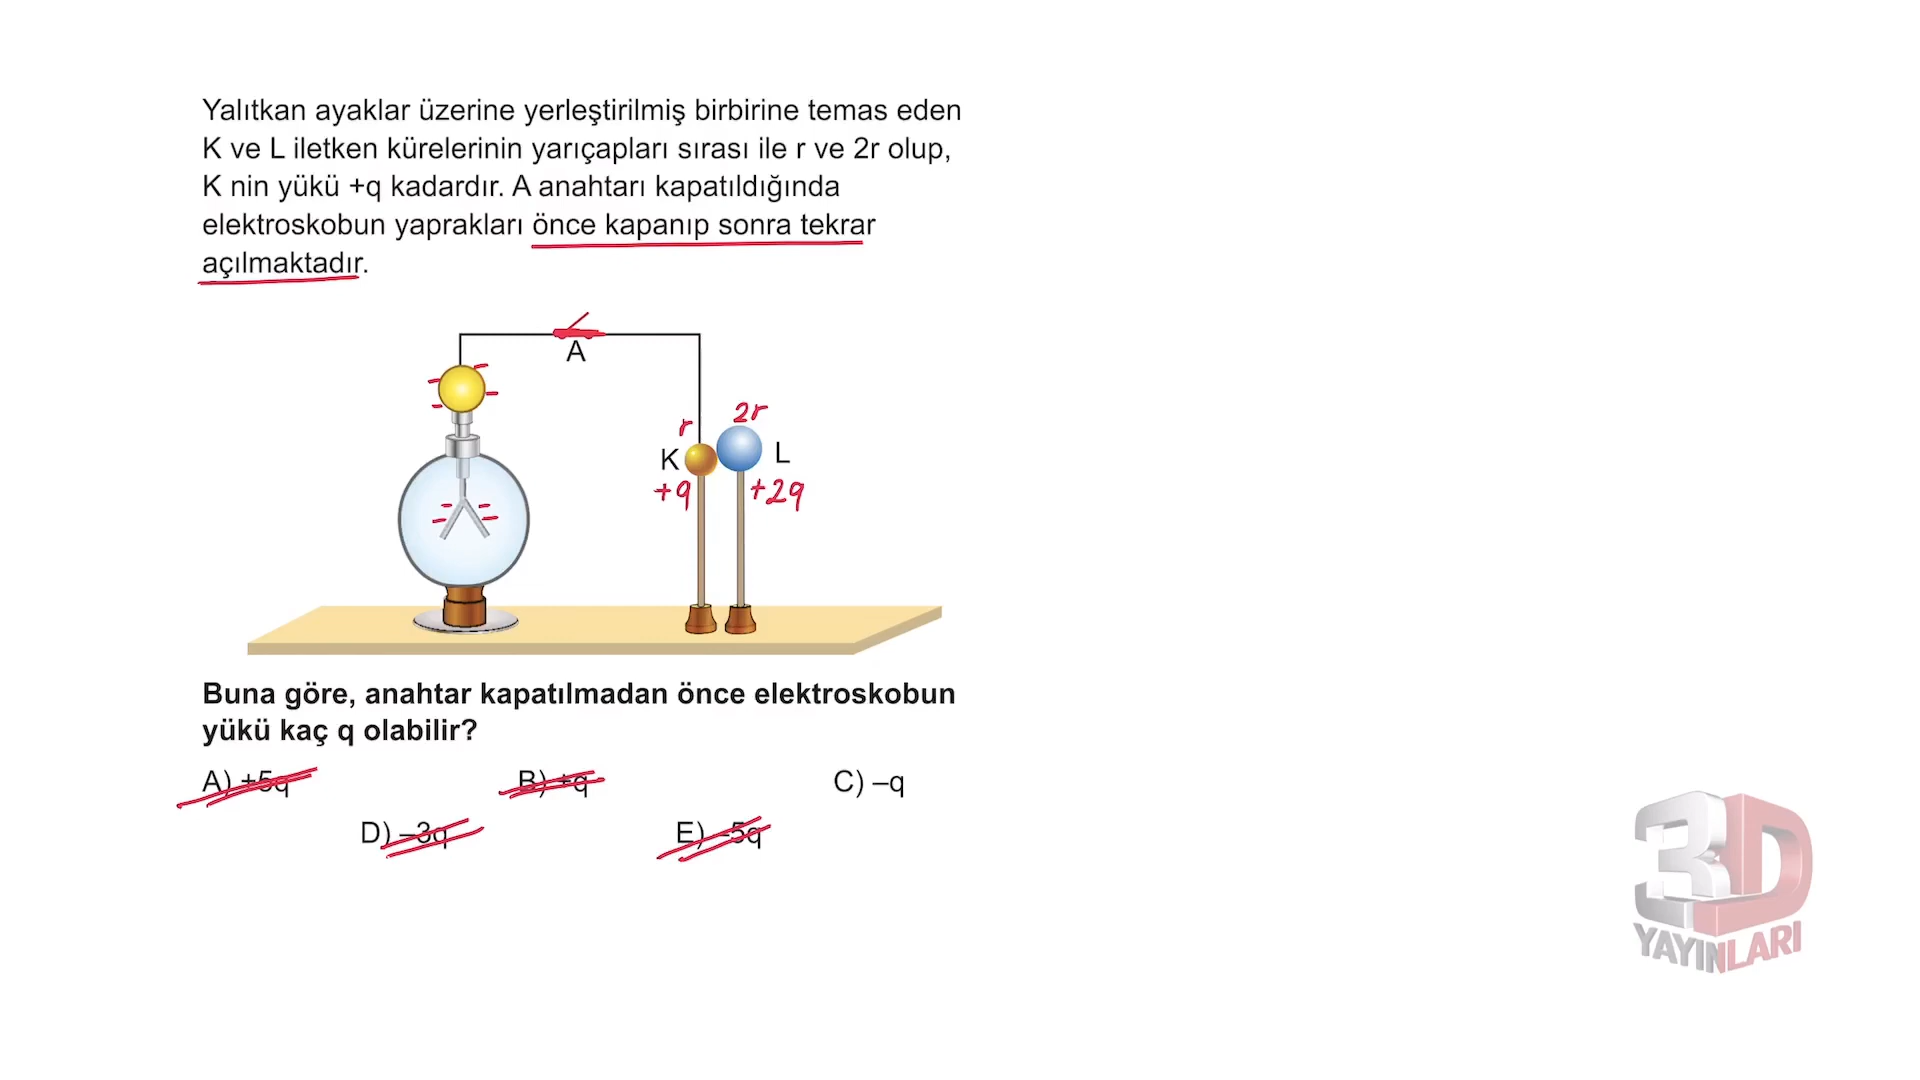 Yalıtkan ayaklar üzerine yerleştirilmiş birbirine temas eden
K ve L iletken kürelerinin yarıçapları sırası ile r ve 2r olup,
K nin yükü +q kadardır. A anahtarı kapatıldığında
elektroskobun yaprakları önce kapanıp sonra tekrar
açılmaktadır.
A
r
2r
K
L
+q
+2q
Buna göre, anahtar kapatılmadan önce elektroskobun
yükü kaç q olabilir?
A) +5q B) +q C) –q
D) –3q E) –5q
3D
YAYINLARI